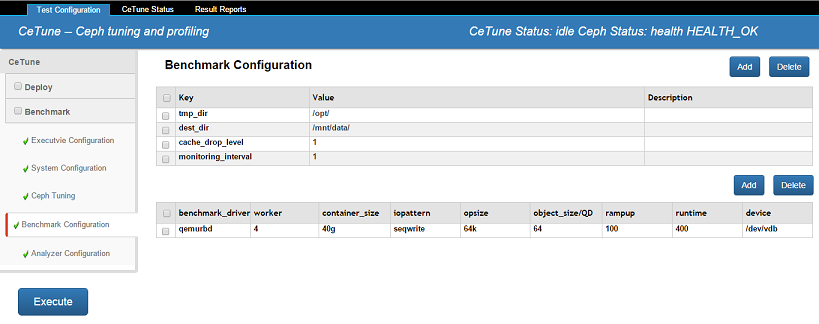 Test Configuration CeTune Status Result Reports
CeTune -- Ceph tuning and profiling CeTune Status: idle Ceph Status: health HEALTH_OK
CeTune
Deploy
Benchmark
Executvie Configuration
System Configuration
Ceph Tuning
Benchmark Configuration
Analyzer Configuration
Execute
Benchmark Configuration Add Delete
Key Value Description
tmp_dir /opt/
dest_dir /mnt/data/
cache_drop_level 1
monitoring_interval 1
Add Delete
benchmark_driver worker container_size iopattern opsize object_size/QD rampup runtime device
qemurbd 4 40g seqwrite 64k 64 100 400 /dev/vdb